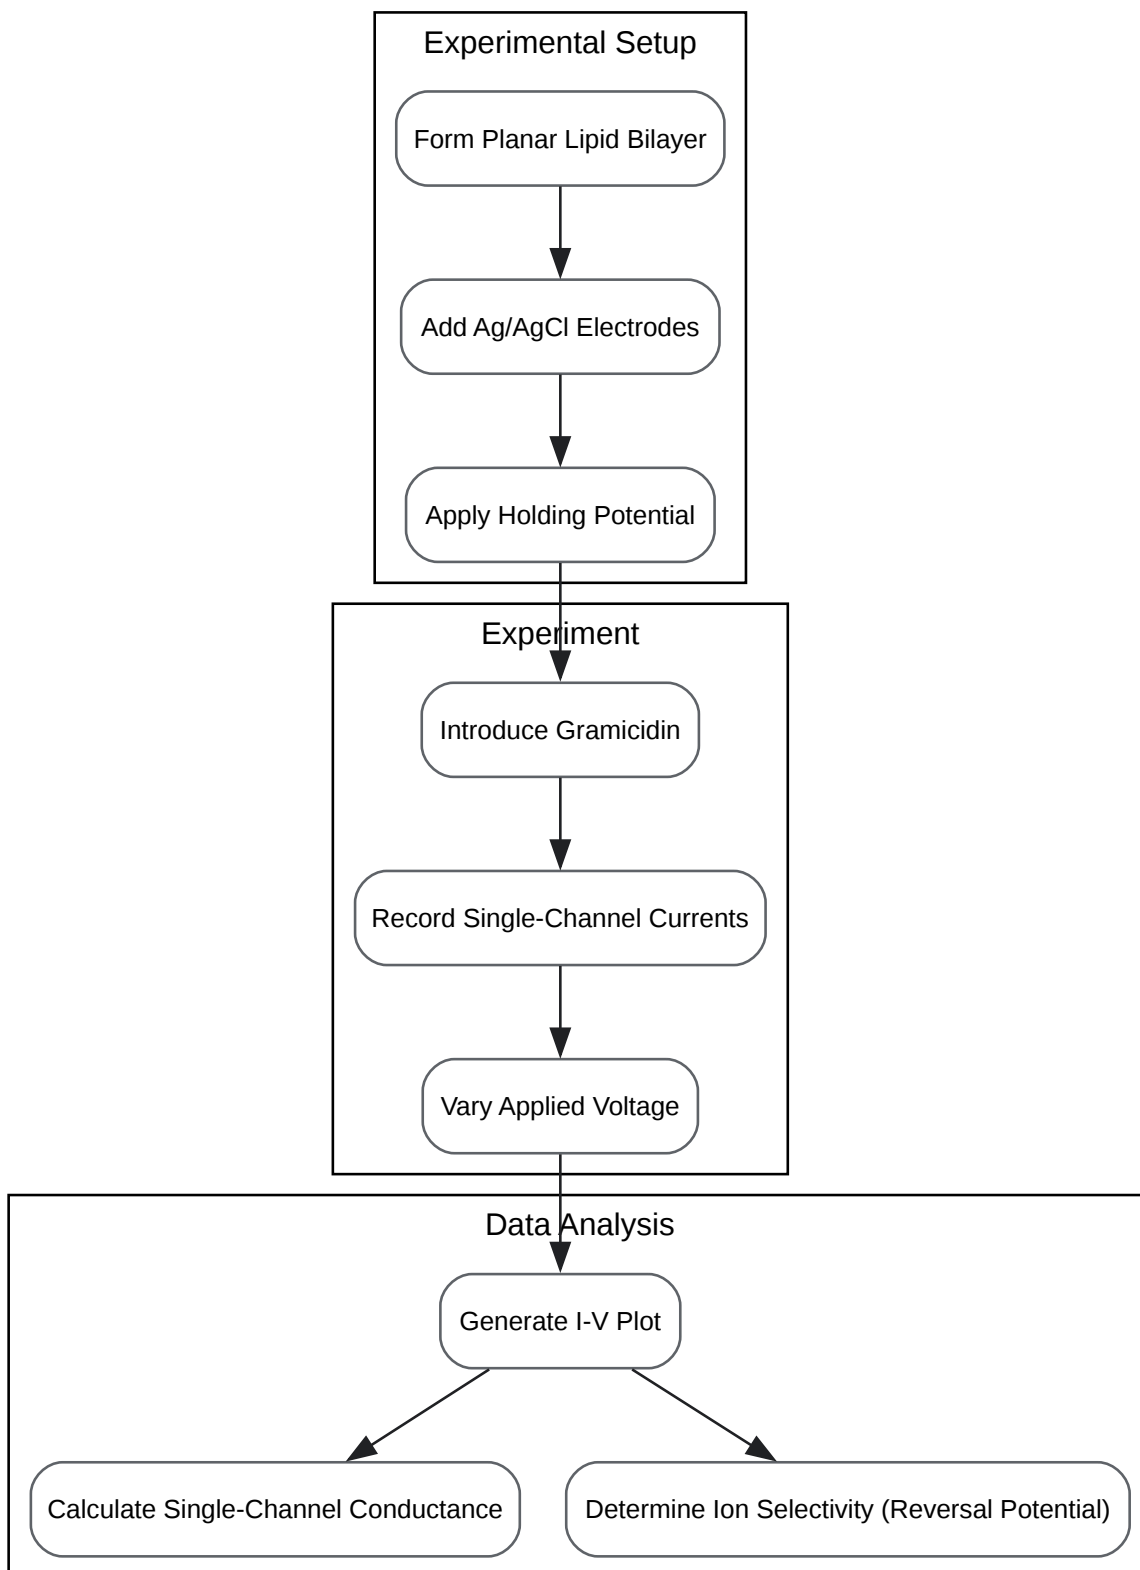 Experimental Setup
Form Planar Lipid Bilayer
Add Ag/AgCl Electrodes
Apply Holding Potential
Experiment
Introduce Gramicidin
Record Single-Channel Currents
Vary Applied Voltage
Data Analysis
Generate I-V Plot
Calculate Single-Channel Conductance
Determine Ion Selectivity (Reversal Potential)